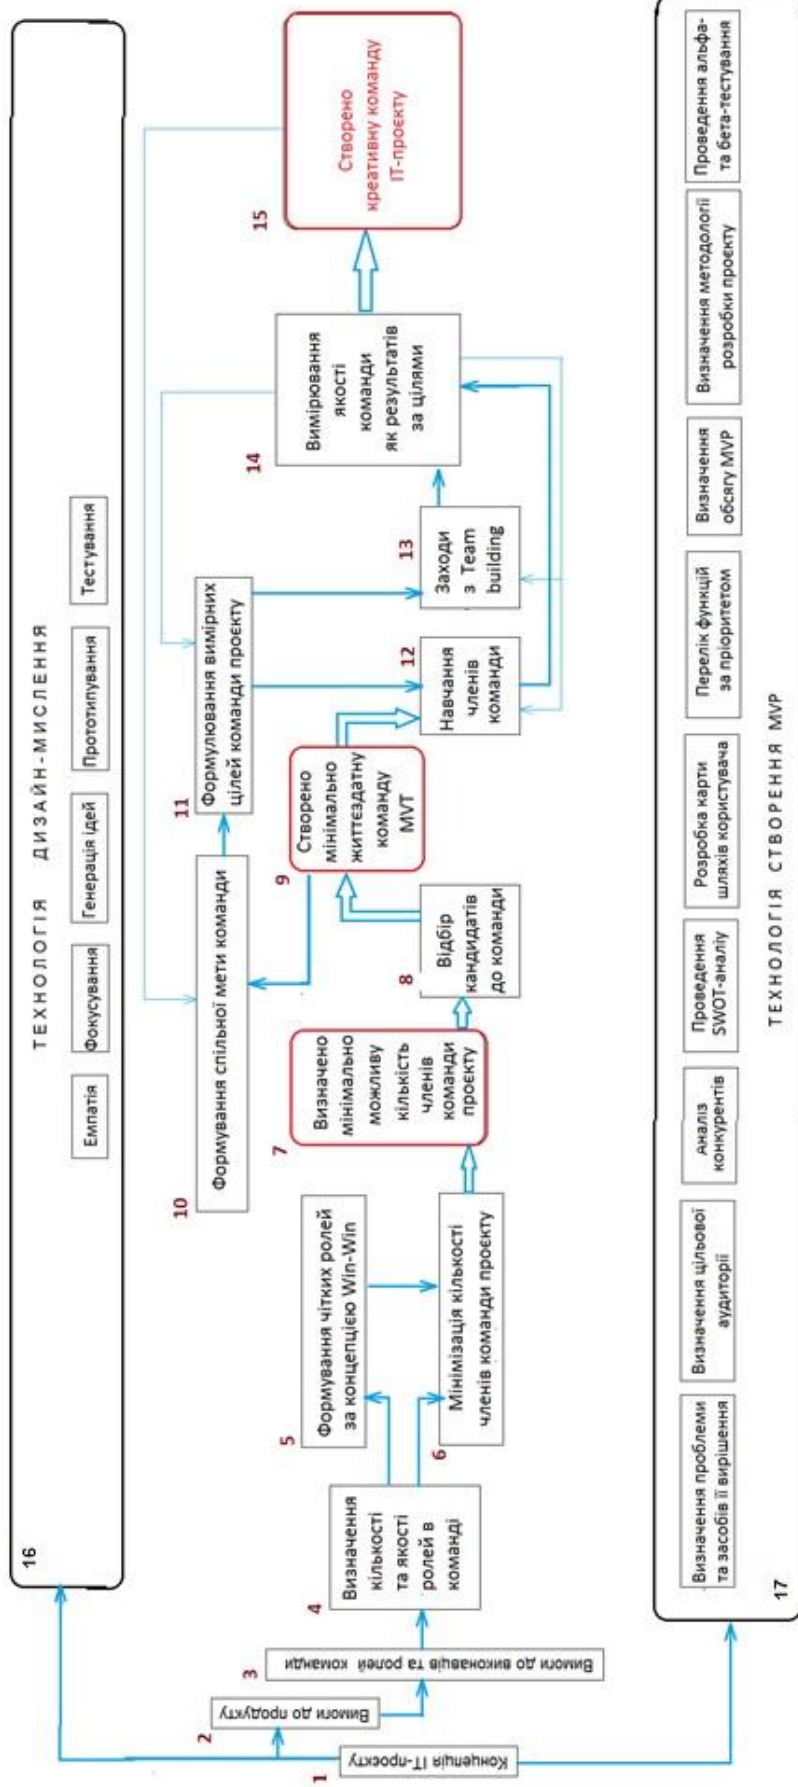 16
ТЕХНОЛОГІЯ ДИЗАЙН-МИСЛЕННЯ
Емпатія
Фокусування
Генерація ідей
Прототипування
Тестування
1
Концепція ІТ-проєкту
2
Вимоги до продукту
3
Вимоги до виконавців та ролей команди
4
Визначення
кількості
та якості
ролей в
команді
5
Формування чітких ролей
за концепцією Win-Win
6
Мінімізація кількості
членів команди проєкту
7
Визначено
мінімально
можливу
кількість
членів
команди
проєкту
8
Відбір
кандидатів
до команди
9
Створено
мінімально
життєздатну
команду
MVT
10
Формування спільної мети команди
11
Формулювання вимірних
цілей команди проєкту
12
Навчання
членів
команди
13
Заходи
з Team
building
14
Вимірювання
якості
команди
як результатів
за цілями
15
Створено
креативну команду
ІТ-проєкту
Визначення проблеми
та засобів її вирішення
Визначення цільової
аудиторії
Аналіз
конкурентів
Проведення
SWOT-аналіу
Розробка карти
шляхів користувача
Перелік функцій
за пріоритетом
Визначення
обсягу MVP
Визначення методології
розробки проєкту
Проведення альфа-
та бета-тестування
17
ТЕХНОЛОГІЯ СТВОРЕННЯ MVP